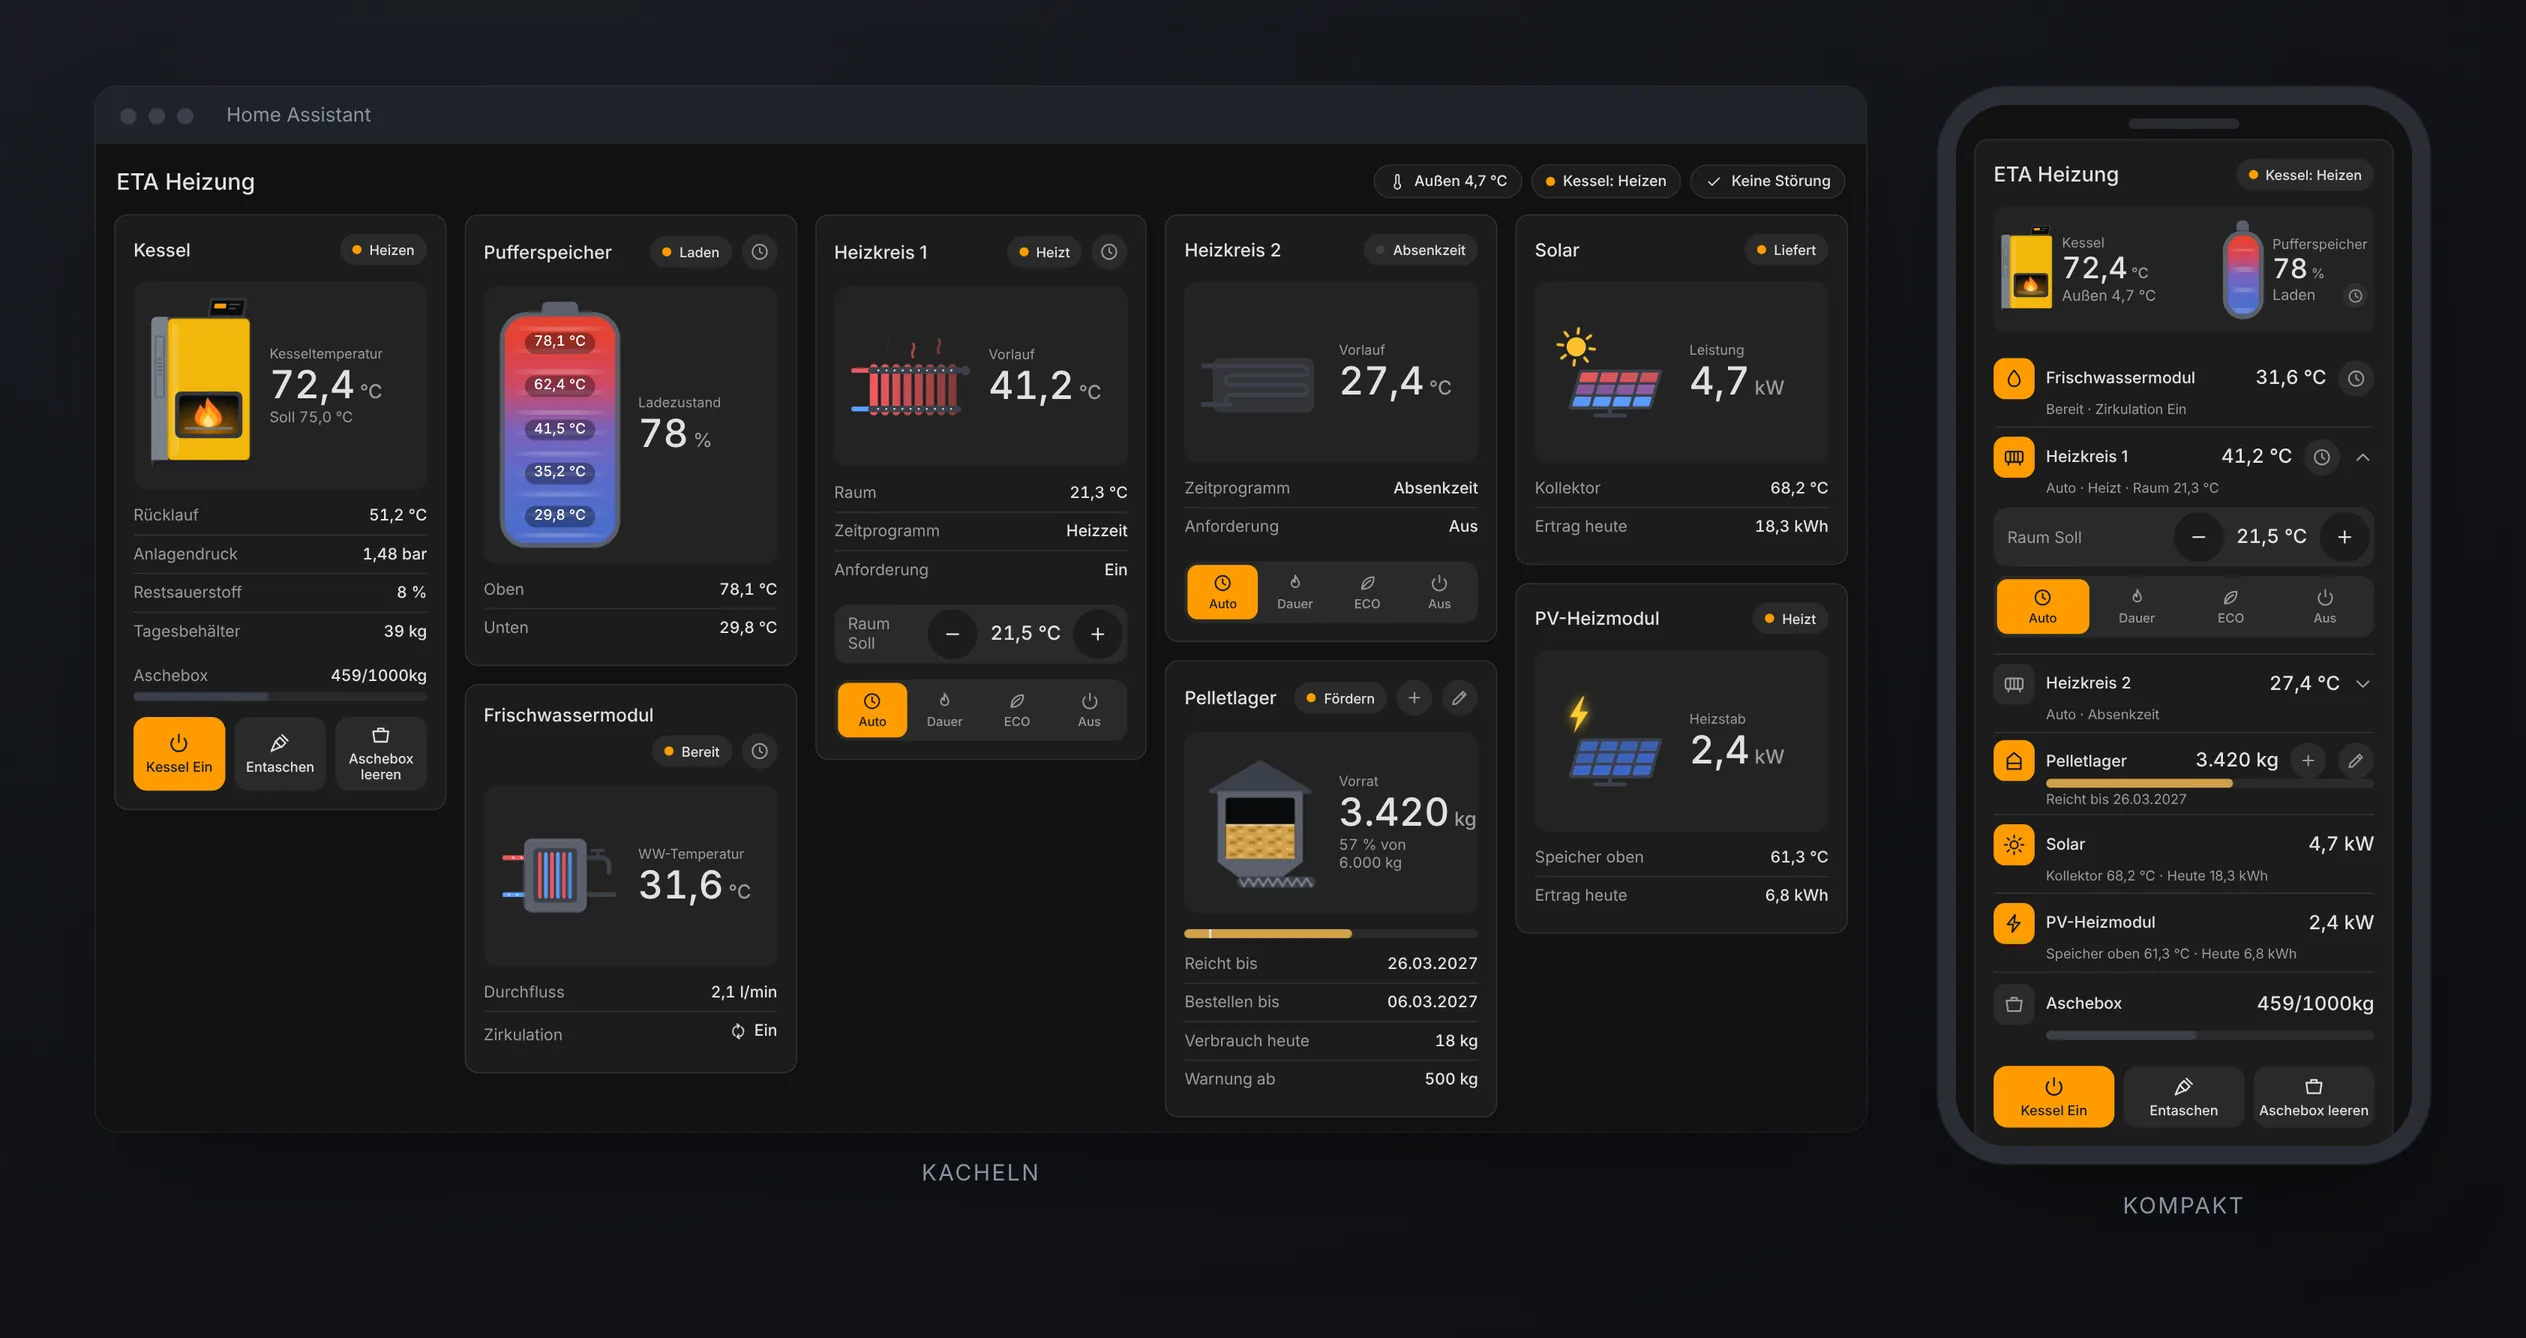 Home Assistant
ETA Heizung
Außen 4,7 °C
Kessel: Heizen
Keine Störung
Kessel
Heizen
Kesseltemperatur
72,4 °C
Soll 75,0 °C
Rücklauf 51,2 °C
Anlagendruck 1,48 bar
Restsauerstoff 8 %
Tagesbehälter 39 kg
Aschebox 459/1000kg
Kessel Ein
Entaschen
Aschebox
leeren
Pufferspeicher
Laden
78,1 °C
62,4 °C
41,5 °C
35,2 °C
29,8 °C
Ladezustand
78 %
Oben 78,1 °C
Unten 29,8 °C
Frischwassermodul
Bereit
WW-Temperatur
31,6 °C
Durchfluss 2,1 l/min
Zirkulation Ein
Heizkreis 1
Heizt
Vorlauf
41,2 °C
Raum 21,3 °C
Zeitprogramm Heizzeit
Anforderung Ein
Raum
Soll
− 21,5 °C +
Auto Dauer ECO Aus
Heizkreis 2
Absenkzeit
Vorlauf
27,4 °C
Zeitprogramm Absenkzeit
Anforderung Aus
Auto Dauer ECO Aus
Pelletlager
Fördern
+
Vorrat
3.420 kg
57 % von
6.000 kg
Reicht bis 26.03.2027
Bestellen bis 06.03.2027
Verbrauch heute 18 kg
Warnung ab 500 kg
Solar
Liefert
Leistung
4,7 kW
Kollektor 68,2 °C
Ertrag heute 18,3 kWh
PV-Heizmodul
Heizt
Heizstab
2,4 kW
Speicher oben 61,3 °C
Ertrag heute 6,8 kWh
KACHELN
ETA Heizung
Kessel: Heizen
Kessel
72,4 °C
Außen 4,7 °C
Pufferspeicher
78 %
Laden
Frischwassermodul 31,6 °C
Bereit · Zirkulation Ein
Heizkreis 1 41,2 °C
Auto · Heizt · Raum 21,3 °C
Raum Soll − 21,5 °C +
Auto Dauer ECO Aus
Heizkreis 2 27,4 °C
Auto · Absenkzeit
Pelletlager 3.420 kg +
Reicht bis 26.03.2027
Solar 4,7 kW
Kollektor 68,2 °C · Heute 18,3 kWh
PV-Heizmodul 2,4 kW
Speicher oben 61,3 °C · Heute 6,8 kWh
Aschebox 459/1000kg
Kessel Ein
Entaschen
Aschebox leeren
KOMPAKT